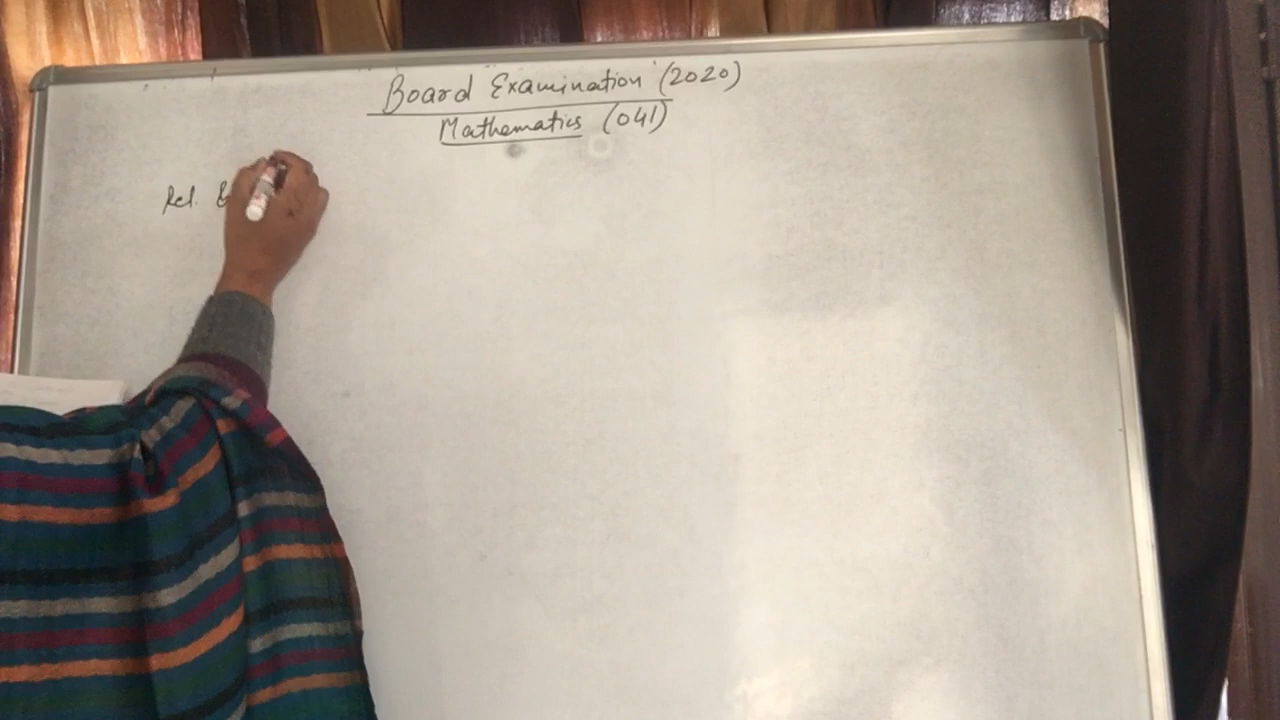 Board Examination (2020)
Mathematics (041)
Rel. &